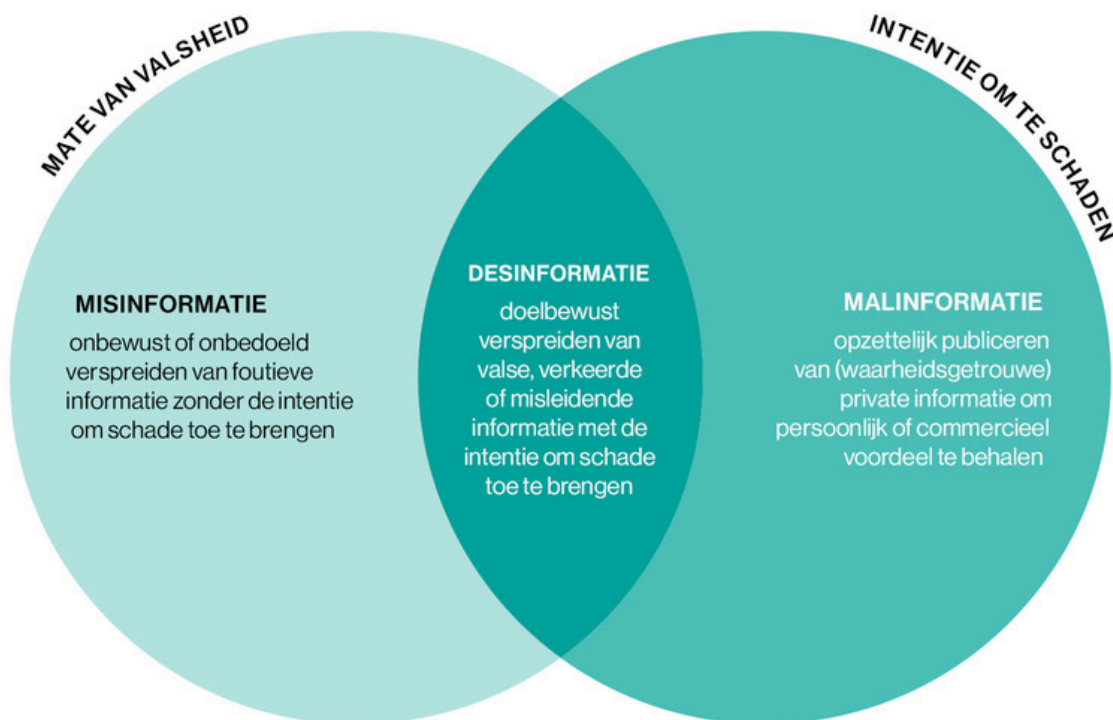 MATE VAN VALSHEID
INTENTIE OM TE SCHADEN
MISINFORMATIE
onbewust of onbedoeld
verspreiden van foutieve
informatie zonder de intentie
om schade toe te brengen
DESINFORMATIE
doelbewust
verspreiden van
valse, verkeerde
of misleidende
informatie met de
intentie om schade
toe te brengen
MALINFORMATIE
opzettelijk publiceren
van (waarheidsgetrouwe)
private informatie om
persoonlijk of commercieel
voordeel te behalen